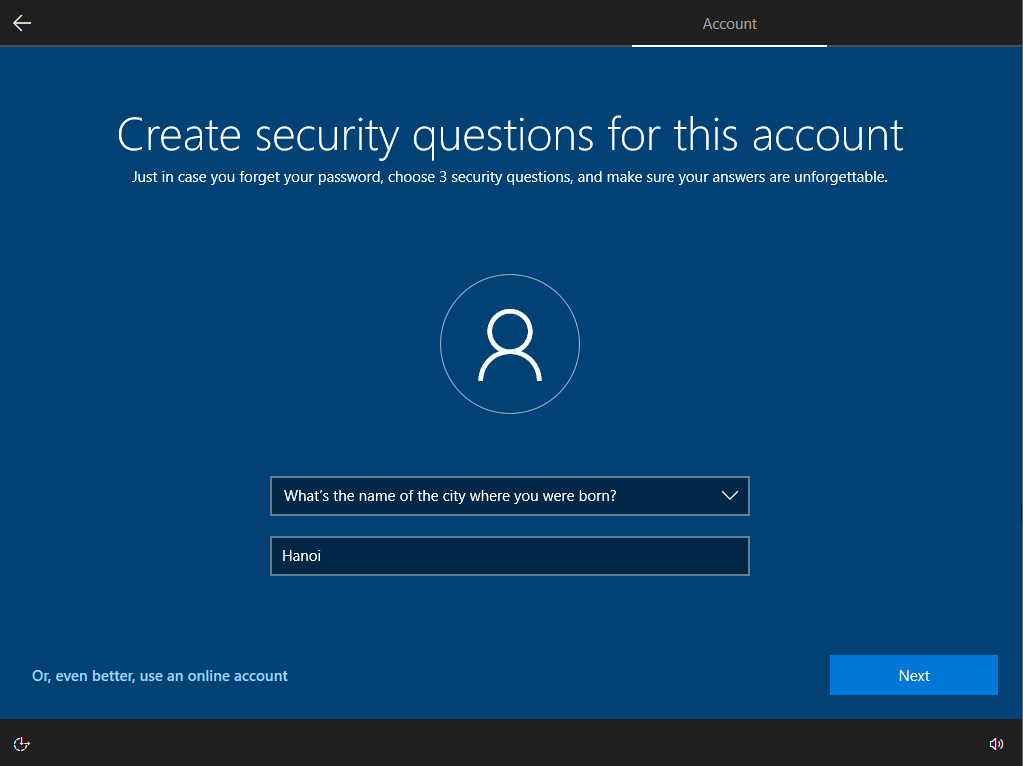 Account
Create security questions for this account
Just in case you forget your password, choose 3 security questions, and make sure your answers are unforgettable.
What's the name of the city where you were born?
Hanoi
Or, even better, use an online account
Next